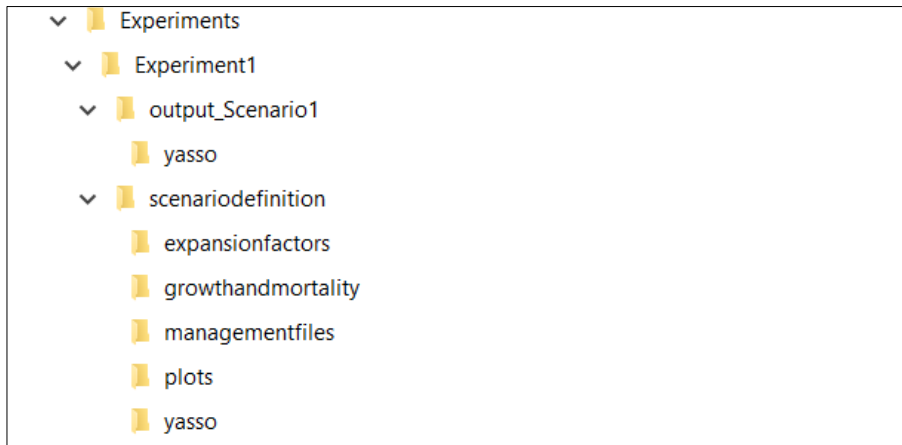 Experiments
Experiment1
output_Scenario1
yasso
scenariodefinition
expansionfactors
growthandmortality
managementfiles
plots
yasso